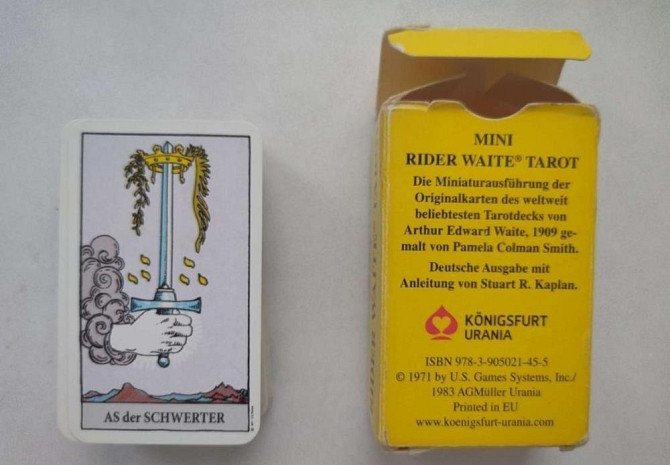 AS der SCHWERTER
MINI
RIDER WAITE® TAROT
Die Miniaturausführung der
Originalkarten des weltweit
beliebtesten Tarotdecks von
Arthur Edward Waite, 1909 ge-
malt von Pamela Colman Smith.
Deutsche Ausgabe mit
Anleitung von Stuart R. Kaplan.
KÖNIGSFURT
URANIA
ISBN 978-3-905021-45-5
© 1971 by U.S. Games Systems, Inc./
1983 AGMüller Urania
Printed in EU
www.koenigsfurt-urania.com